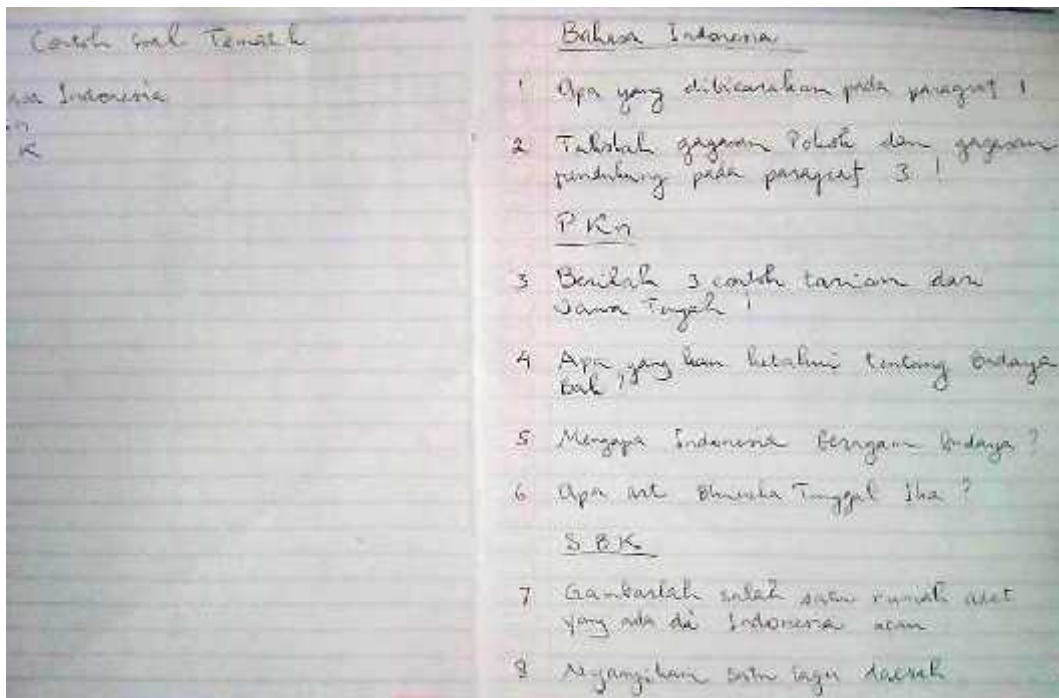 Contoh soal Tematik
Indonesia
n
K
Bahasa Indonesia
1 Apa yang dibicarakan pada paragraf 1
2 Tulislah gagasan Pokok dan gagasan
pendukung pada paragraf 3 !
PKn
3 Berilah 3 contoh tarian dari
Jawa Tengah !
4 Apa yang kau ketahui tentang budaya
5 Mengapa Indonesia beragam budaya ?
6 Apa arti Bhineka Tunggal Ika ?
SBK
7 Gambarlah salah satu rumah adat
yang ada di Indonesia
8 Nyanyikan satu lagu daerah